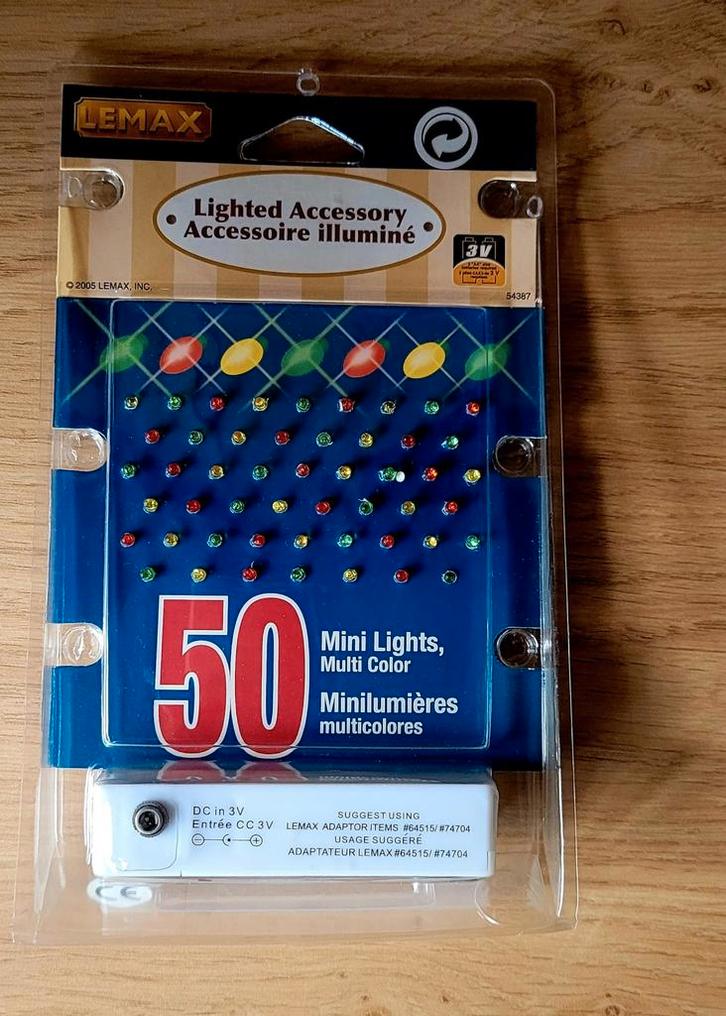 LEMAX
Lighted Accessory
Accessoire illuminé
3V
© 2005 LEMAX, INC.
54387
50
Mini Lights,
Multi Color
Minilumières
multicolores
DC in 3V
Entrée CC 3V
SUGGEST USING
LEMAX ADAPTOR ITEMS #64515/ #74704
USAGE SUGGÉRÉ
ADAPTATEUR LEMAX #64515/ #74704
CE